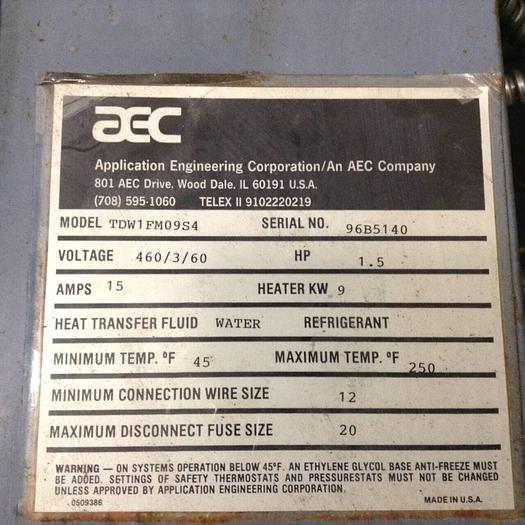 AEC
Application Engineering Corporation/An AEC Company
801 AEC Drive, Wood Dale, IL 60191 U.S.A.
(708) 595-1060 TELEX II 9102220219
MODEL TDW1FM09S4 SERIAL NO. 96B5140
VOLTAGE 460/3/60 HP 1.5
AMPS 15 HEATER KW 9
HEAT TRANSFER FLUID WATER REFRIGERANT
MINIMUM TEMP. ºF 45 MAXIMUM TEMP. ºF 250
MINIMUM CONNECTION WIRE SIZE 12
MAXIMUM DISCONNECT FUSE SIZE 20
WARNING — ON SYSTEMS OPERATION BELOW 45°F. AN ETHYLENE GLYCOL BASE ANTI-FREEZE MUST
BE ADDED. SETTINGS OF SAFETY THERMOSTATS AND PRESSURESTATS MUST NOT BE CHANGED
UNLESS APPROVED BY APPLICATION ENGINEERING CORPORATION.
0509386 MADE IN U.S.A.